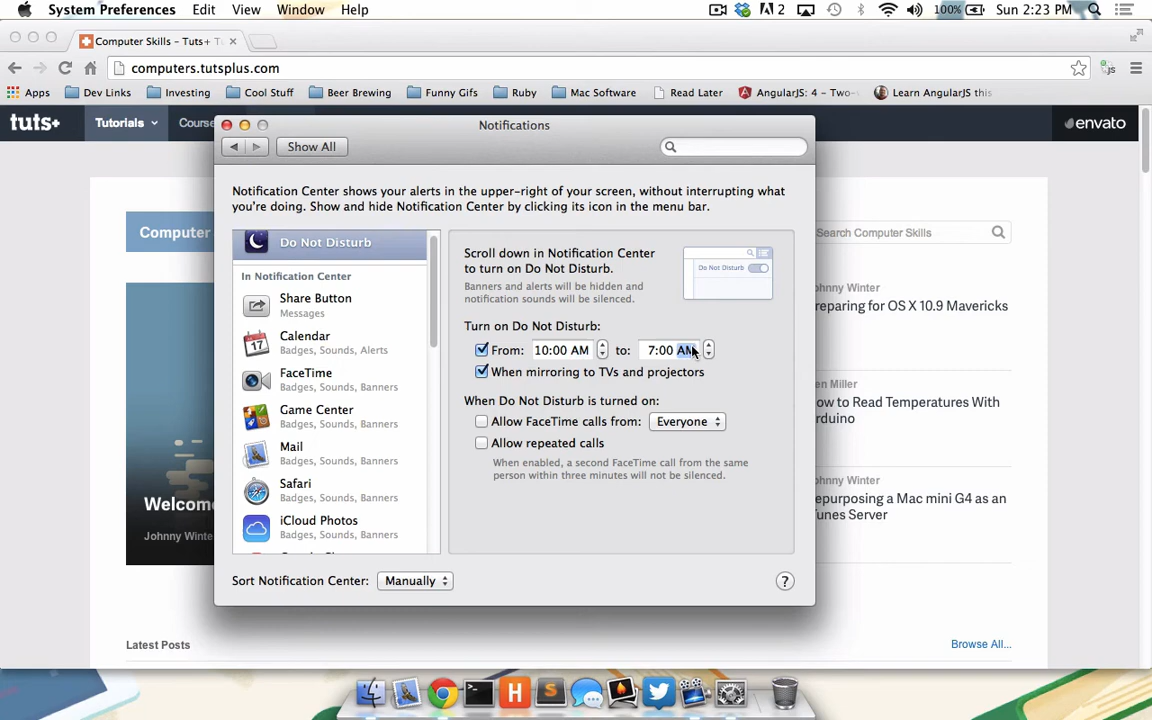 System Preferences Edit View Window Help
2 100% Sun 2:23 PM
Computer Skills – Tuts+
computers.tutsplus.com
Apps Dev Links Investing Cool Stuff Beer Brewing Funny Gifs Ruby Mac Software Read Later AngularJS: 4 – Two- Learn AngularJS this
tuts+ Tutorials Course envato
Notifications
Show All
Notification Center shows your alerts in the upper-right of your screen, without interrupting what
you're doing. Show and hide Notification Center by clicking its icon in the menu bar.
Computer
Search Computer Skills
Do Not Disturb
In Notification Center
Share Button
Messages
Calendar
Badges, Sounds, Alerts
FaceTime
Badges, Sounds, Banners
Game Center
Badges, Sounds, Banners
Mail
Badges, Sounds, Banners
Safari
Badges, Sounds, Banners
iCloud Photos
Badges, Sounds, Banners
Scroll down in Notification Center
to turn on Do Not Disturb.
Banners and alerts will be hidden and
notification sounds will be silenced.
Do Not Disturb
Turn on Do Not Disturb:
From: 10:00 AM to: 7:00 AM
When mirroring to TVs and projectors
When Do Not Disturb is turned on:
Allow FaceTime calls from: Everyone
Allow repeated calls
When enabled, a second FaceTime call from the same
person within three minutes will not be silenced.
Sort Notification Center: Manually ?
ohnny Winter
reparing for OS X 10.9 Mavericks
en Miller
ow to Read Temperatures With
rduino
ohnny Winter
epurposing a Mac mini G4 as an
Tunes Server
Welcome
Johnny Winte
Latest Posts Browse All...
17
js
H
S